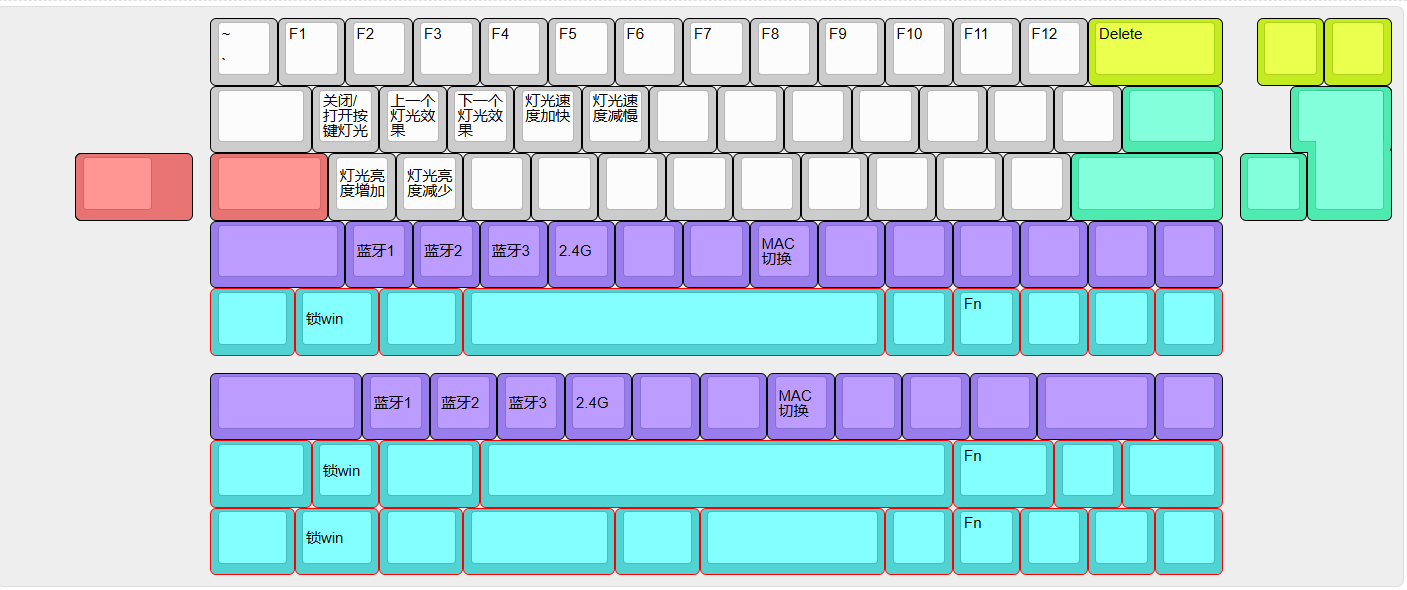 ~ F1 F2 F3 F4 F5 F6 F7 F8 F9 F10 F11 F12 Delete
`
关闭/
打开按
键灯光
上一个
灯光效
果
下一个
灯光效
果
灯光速
度加快
灯光速
度减慢
灯光亮
度增加
灯光亮
度减少
蓝牙1 蓝牙2 蓝牙3 2.4G
MAC
切换
锁win Fn
蓝牙1 蓝牙2 蓝牙3 2.4G
MAC
切换
锁win Fn
锁win Fn